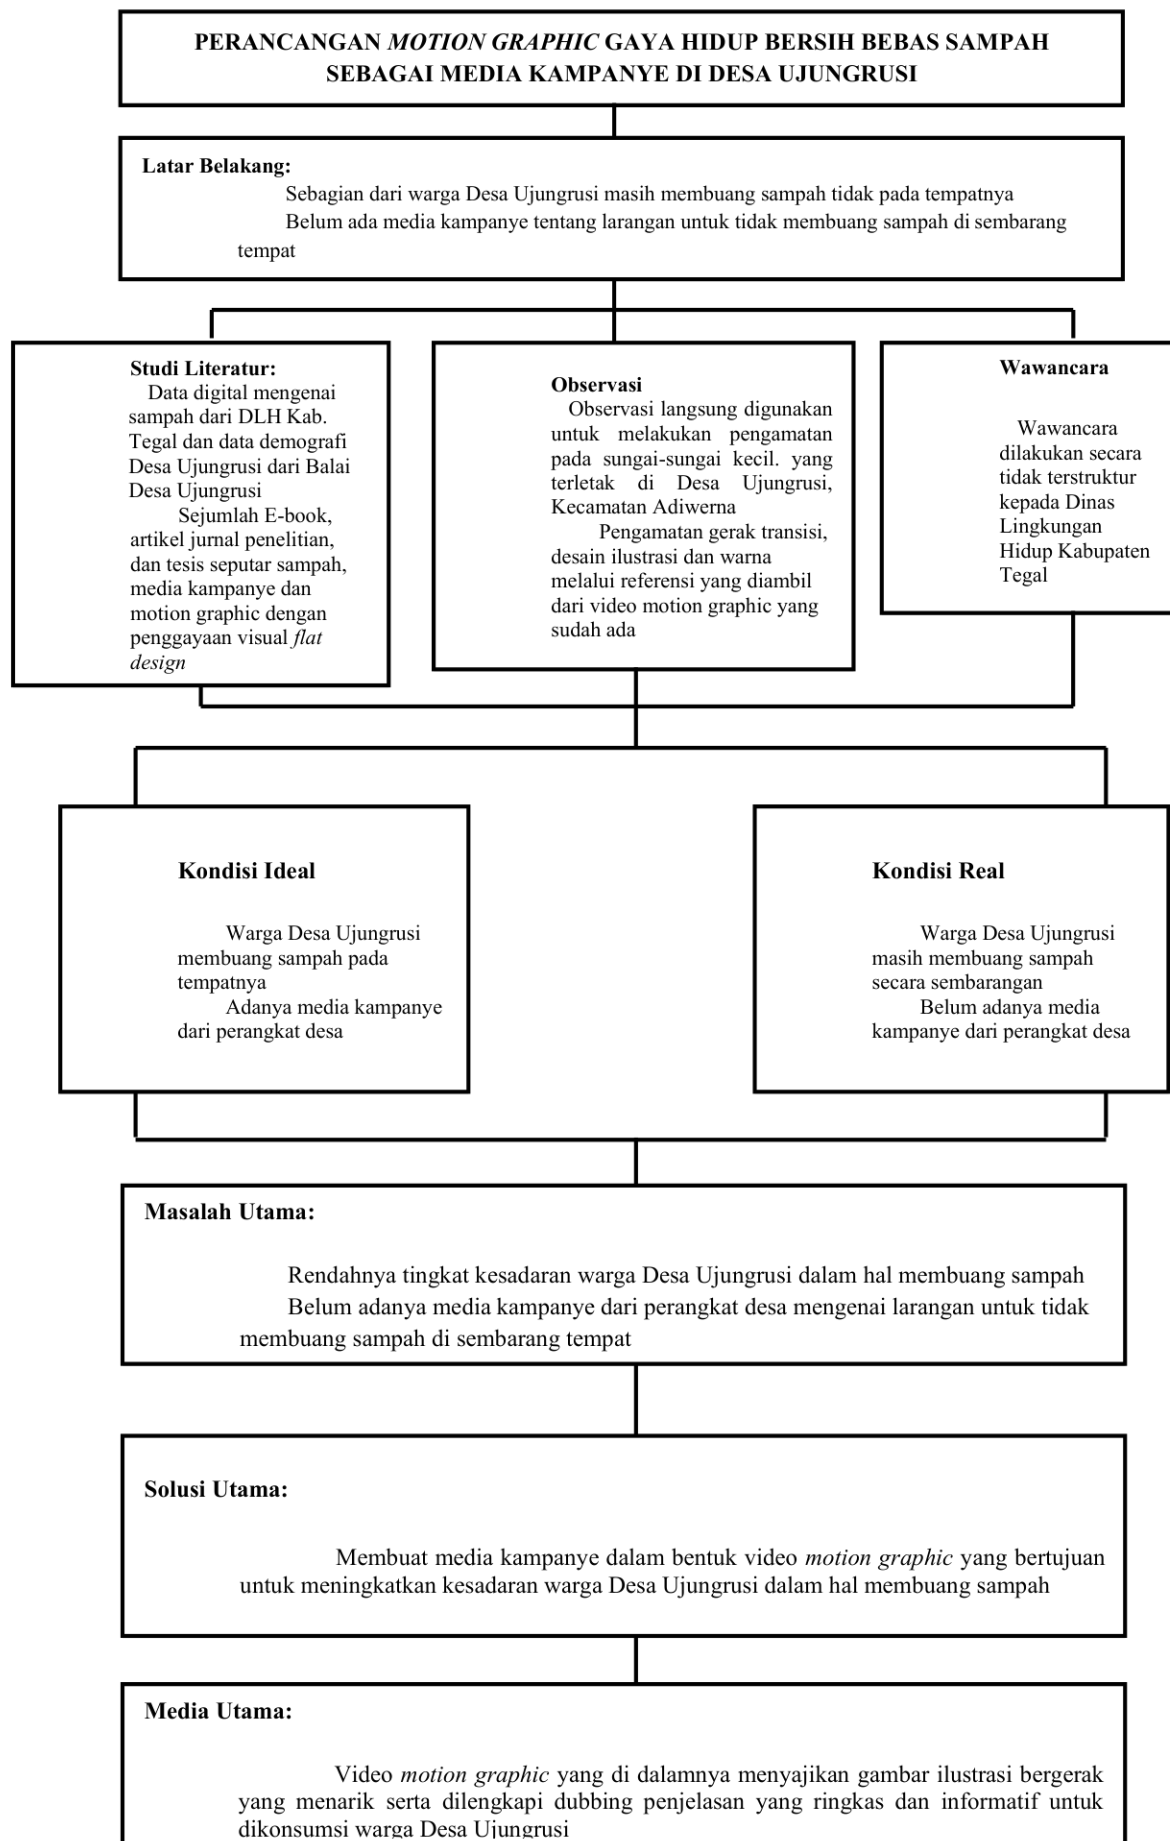 PERANCANGAN MOTION GRAPHIC GAYA HIDUP BERSIH BEBAS SAMPAH
SEBAGAI MEDIA KAMPANYE DI DESA UJUNGRUSI
Latar Belakang:
Sebagian dari warga Desa Ujungrusi masih membuang sampah tidak pada tempatnya
Belum ada media kampanye tentang larangan untuk tidak membuang sampah di sembarang
tempat
Studi Literatur:
Data digital mengenai
sampah dari DLH Kab.
Tegal dan data demografi
Desa Ujungrusi dari Balai
Desa Ujungrusi
Sejumlah E-book,
artikel jurnal penelitian,
dan tesis seputar sampah,
media kampanye dan
motion graphic dengan
penggayaan visual flat
design
Observasi
Observasi langsung digunakan
untuk melakukan pengamatan
pada sungai-sungai kecil. yang
terletak di Desa Ujungrusi,
Kecamatan Adiwerna
Pengamatan gerak transisi,
desain ilustrasi dan warna
melalui referensi yang diambil
dari video motion graphic yang
sudah ada
Wawancara
Wawancara
dilakukan secara
tidak terstruktur
kepada Dinas
Lingkungan
Hidup Kabupaten
Tegal
Kondisi Ideal
Warga Desa Ujungrusi
membuang sampah pada
tempatnya
Adanya media kampanye
dari perangkat desa
Kondisi Real
Warga Desa Ujungrusi
masih membuang sampah
secara sembarangan
Belum adanya media
kampanye dari perangkat desa
Masalah Utama:
Rendahnya tingkat kesadaran warga Desa Ujungrusi dalam hal membuang sampah
Belum adanya media kampanye dari perangkat desa mengenai larangan untuk tidak
membuang sampah di sembarang tempat
Solusi Utama:
Membuat media kampanye dalam bentuk video motion graphic yang bertujuan
untuk meningkatkan kesadaran warga Desa Ujungrusi dalam hal membuang sampah
Media Utama:
Video motion graphic yang di dalamnya menyajikan gambar ilustrasi bergerak
yang menarik serta dilengkapi dubbing penjelasan yang ringkas dan informatif untuk
dikonsumsi warga Desa Ujungrusi